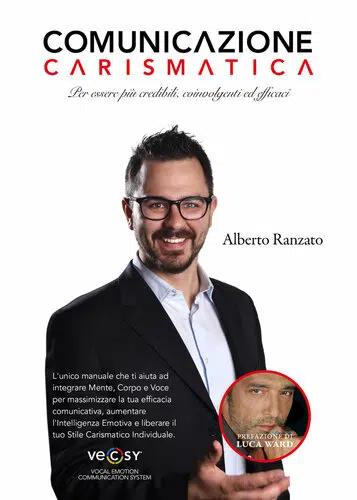 COMUNICAZIONE
CARISMATICA
Per essere più credibili, coinvolgenti ed efficaci
Alberto Ranzato
L'unico manuale che ti aiuta ad
integrare Mente, Corpo e Voce
per massimizzare la tua efficacia
comunicativa, aumentare
l'Intelligenza Emotiva e liberare il
tuo Stile Carismatico Individuale.
PREFAZIONE DI
LUCA WARD
vecsy
VOCAL EMOTION
COMMUNICATION SYSTEM